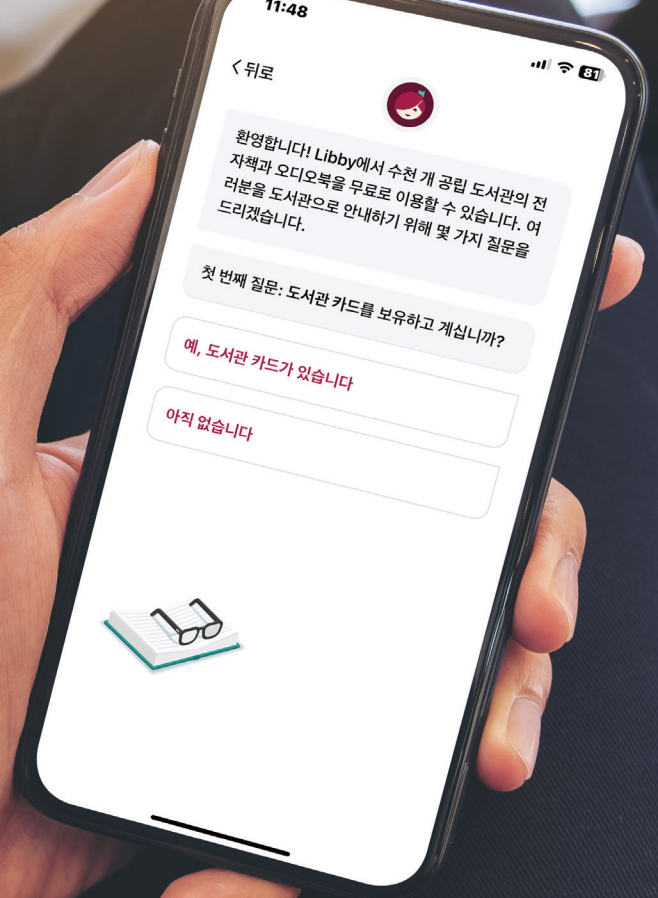 11:48
81
뒤로
환영합니다! Libby에서 수천 개 공립 도서관의 전
자책과 오디오북을 무료로 이용할 수 있습니다. 여
러분을 도서관으로 안내하기 위해 몇 가지 질문을
드리겠습니다.
첫 번째 질문: 도서관 카드를 보유하고 계십니까?
예, 도서관 카드가 있습니다
아직 없습니다